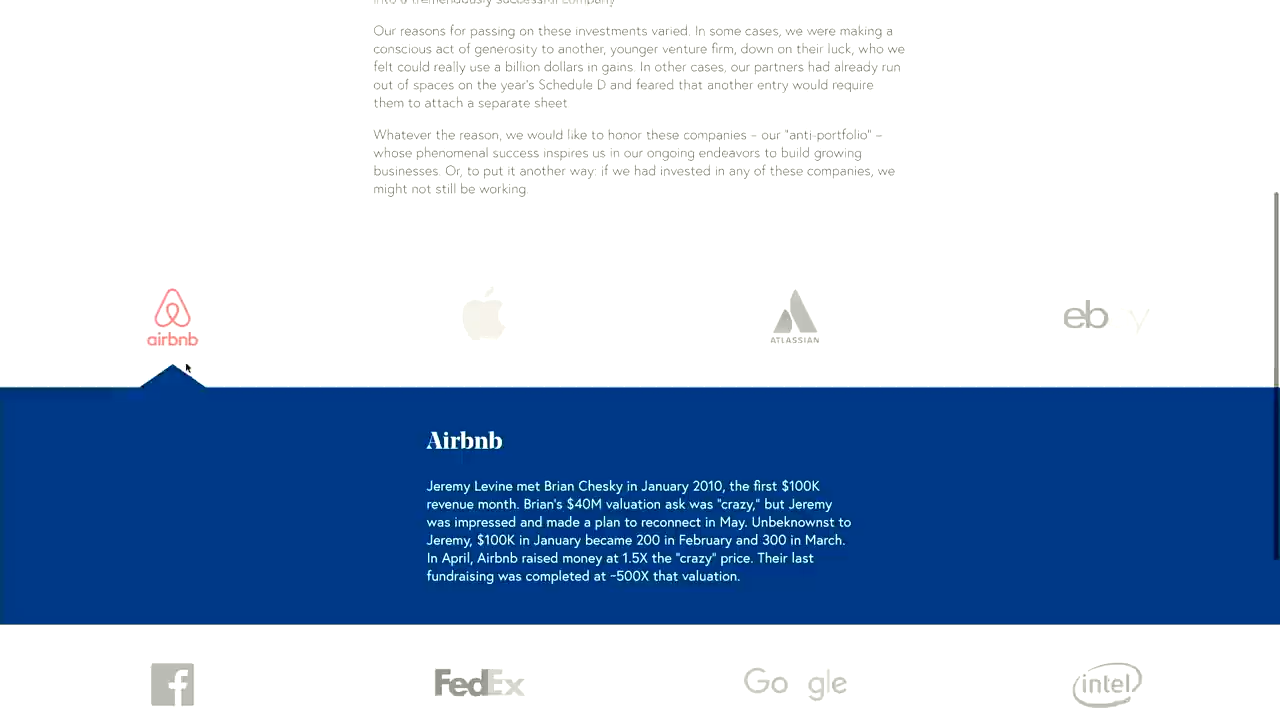 into a tremendously successful company
Our reasons for passing on these investments varied. In some cases, we were making a
conscious act of generosity to another, younger venture firm, down on their luck, who we
felt could really use a billion dollars in gains. In other cases, our partners had already run
out of spaces on the year's Schedule D and feared that another entry would require
them to attach a separate sheet
Whatever the reason, we would like to honor these companies – our "anti-portfolio" –
whose phenomenal success inspires us in our ongoing endeavors to build growing
businesses. Or, to put it another way: if we had invested in any of these companies, we
might not still be working.
airbnb
ATLASSIAN
eb y
Airbnb
Jeremy Levine met Brian Chesky in January 2010, the first $100K
revenue month. Brian's $40M valuation ask was "crazy," but Jeremy
was impressed and made a plan to reconnect in May. Unbeknownst to
Jeremy, $100K in January became 200 in February and 300 in March.
In April, Airbnb raised money at 1.5X the "crazy" price. Their last
fundraising was completed at ~500X that valuation.
f
FedEx
Go gle
intel